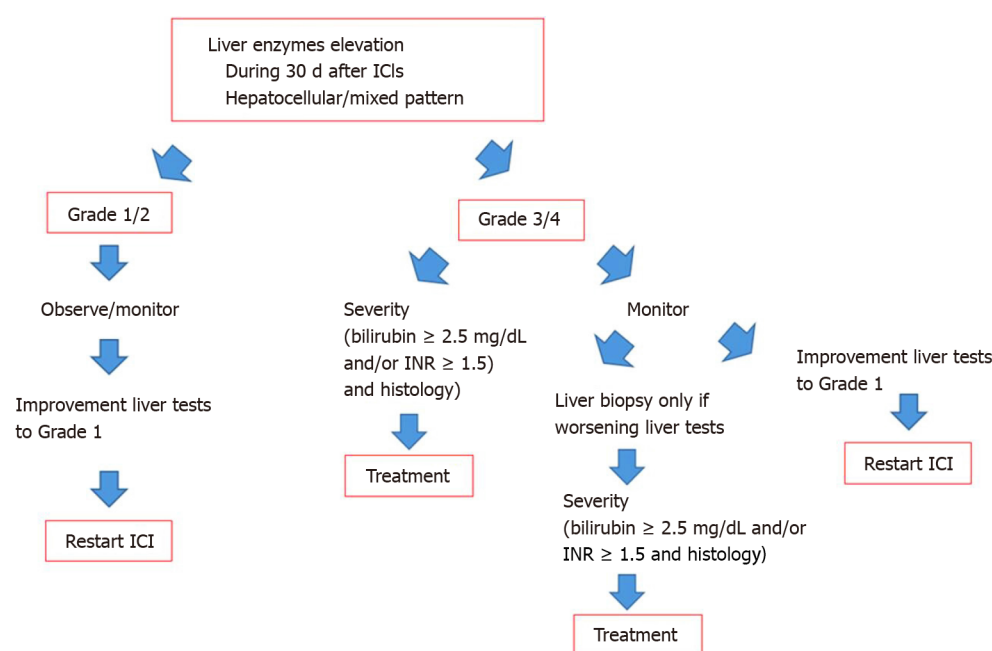 Liver enzymes elevation
During 30 d after ICIs
Hepatocellular/mixed pattern
Grade 1/2
Observe/monitor
Improvement liver tests
to Grade 1
Restart ICI
Grade 3/4
Severity
(bilirubin ≥ 2.5 mg/dL
and/or INR ≥ 1.5)
and histology)
Treatment
Monitor
Liver biopsy only if
worsening liver tests
Severity
(bilirubin ≥ 2.5 mg/dL and/or
INR ≥ 1.5 and histology)
Treatment
Improvement liver tests
to Grade 1
Restart ICI